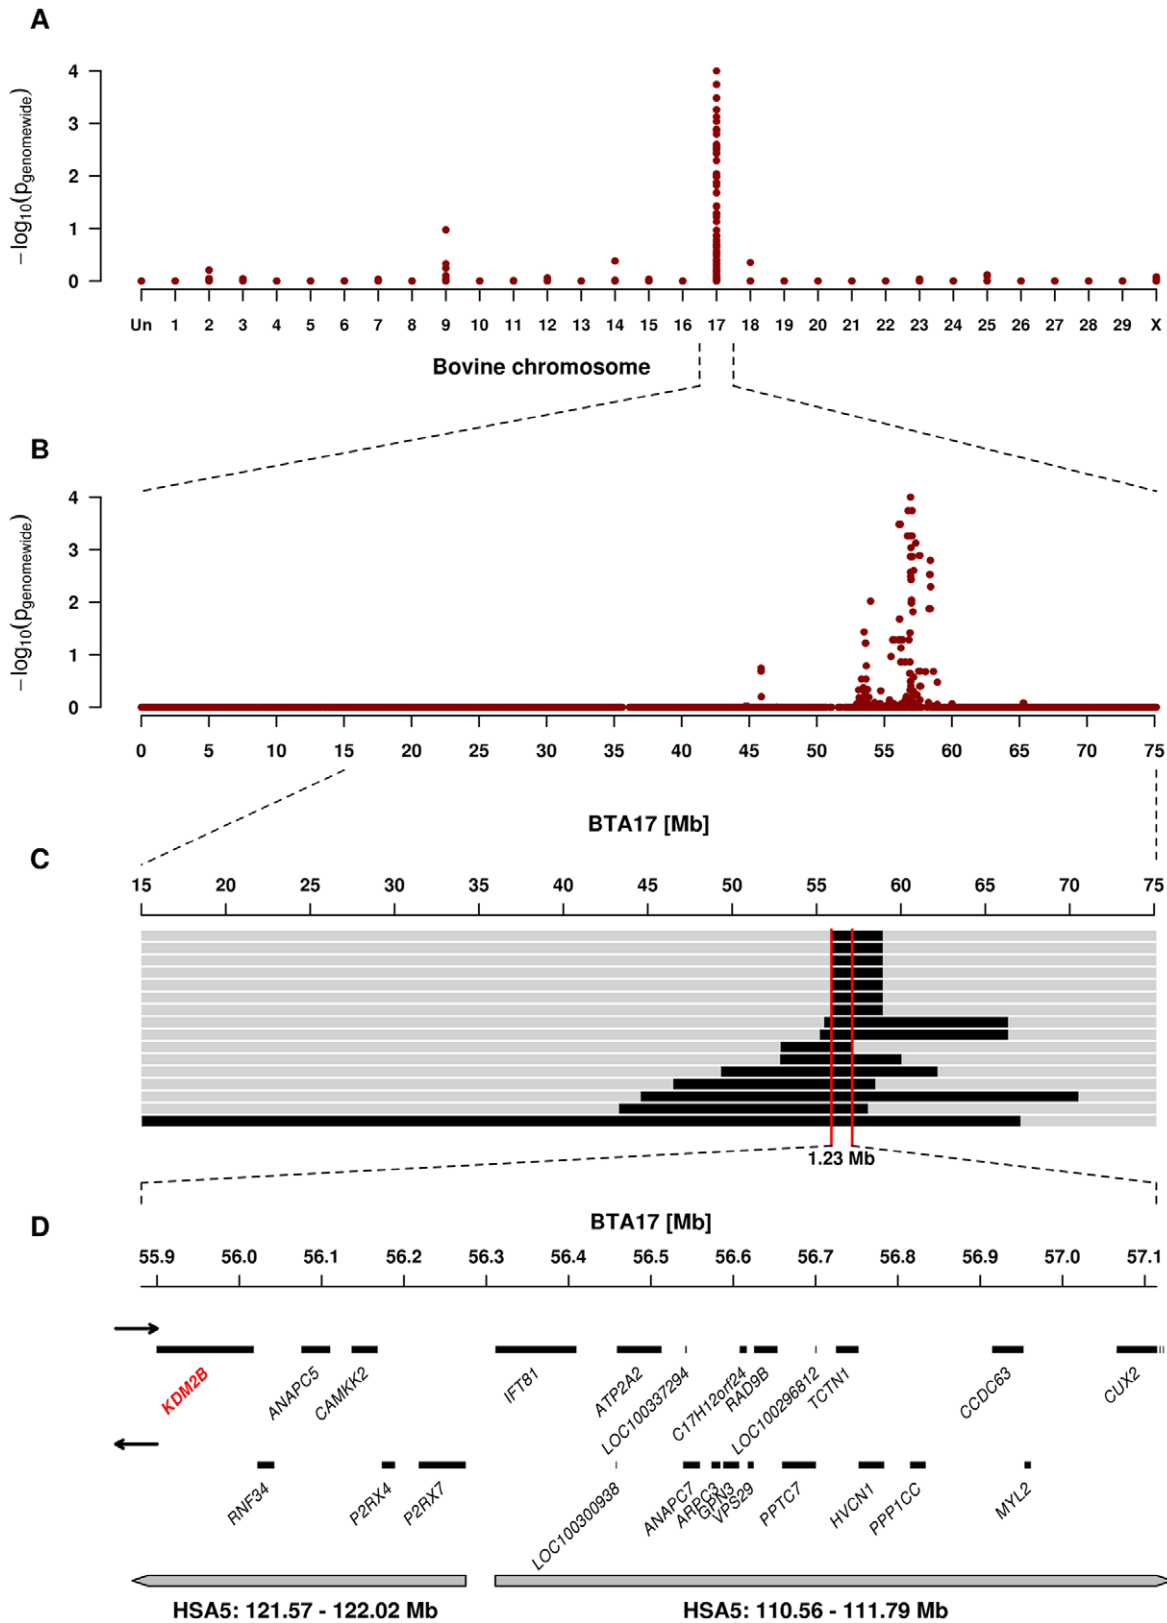 A
−log10(pgenomewide)
4
3
2
1
0
Un 1 2 3 4 5 6 7 8 9 10 11 12 13 14 15 16 17 18 19 20 21 22 23 24 25 26 27 28 29 X
Bovine chromosome
B
−log10(pgenomewide)
4
3
2
1
0
0 5 10 15 20 25 30 35 40 45 50 55 60 65 70 75
BTA17 [Mb]
C
15 20 25 30 35 40 45 50 55 60 65 70 75
1.23 Mb
BTA17 [Mb]
D
55.9 56.0 56.1 56.2 56.3 56.4 56.5 56.6 56.7 56.8 56.9 57.0 57.1
KDM2B ANAPC5 CAMKK2 IFT81 ATP2A2 LOC100337294 C17H12orf24 RAD9B LOC100296812 TCTN1 CCDC63 CUX2
RNF34 P2RX4 P2RX7 LOC100300938 ANAPC7 ARPC3 GPN3 VPS29 PPTC7 HVCN1 PPP1CC MYL2
HSA5: 121.57 - 122.02 Mb HSA5: 110.56 - 111.79 Mb